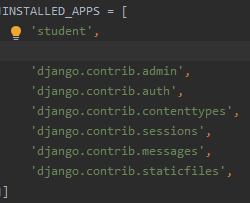 INSTALLED_APPS = [
'student',
'django.contrib.admin',
'django.contrib.auth',
'django.contrib.contenttypes',
'django.contrib.sessions',
'django.contrib.messages',
'django.contrib.staticfiles',
]